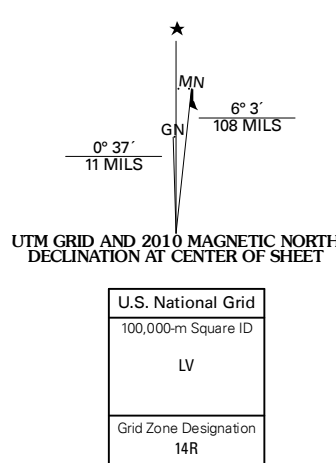 ★
MN
6° 3´
108 MILS
GN
0° 37´
11 MILS
UTM GRID AND 2010 MAGNETIC NORTH
DECLINATION AT CENTER OF SHEET
U.S. National Grid
100,000-m Square ID
LV
Grid Zone Designation
14R